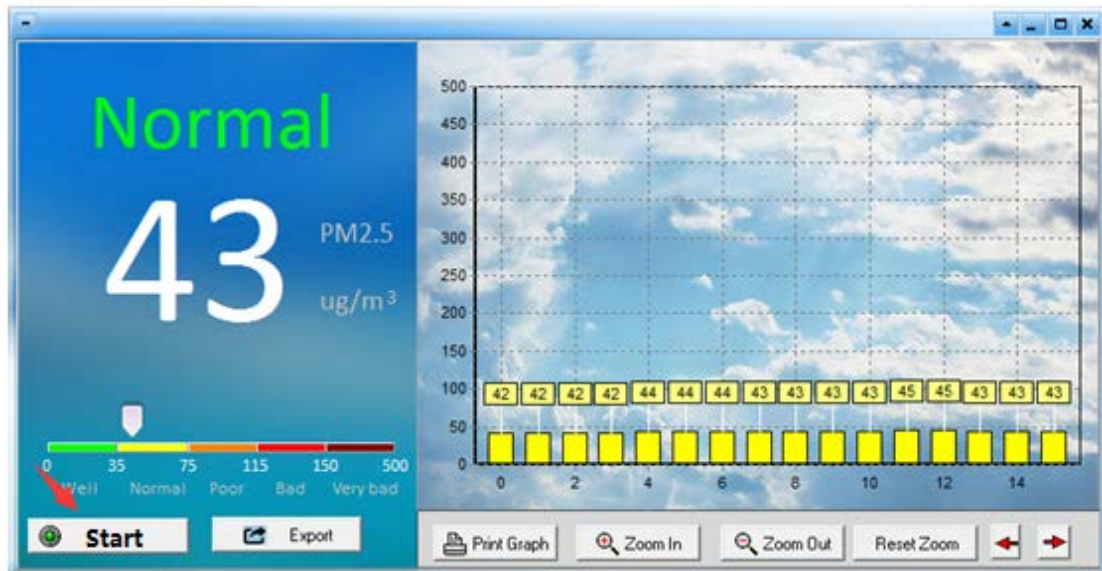 Normal
43
PM2.5
ug/m³
0 35 75 115 150 500
Well Normal Poor Bad Very bad
Start
Export
500
450
400
350
300
250
200
150
100
50
0
42 42 42 42 44 44 44 43 43 43 43 45 45 43 43 43
0 2 4 6 8 10 12 14
Print Graph Zoom In Zoom Out Reset Zoom